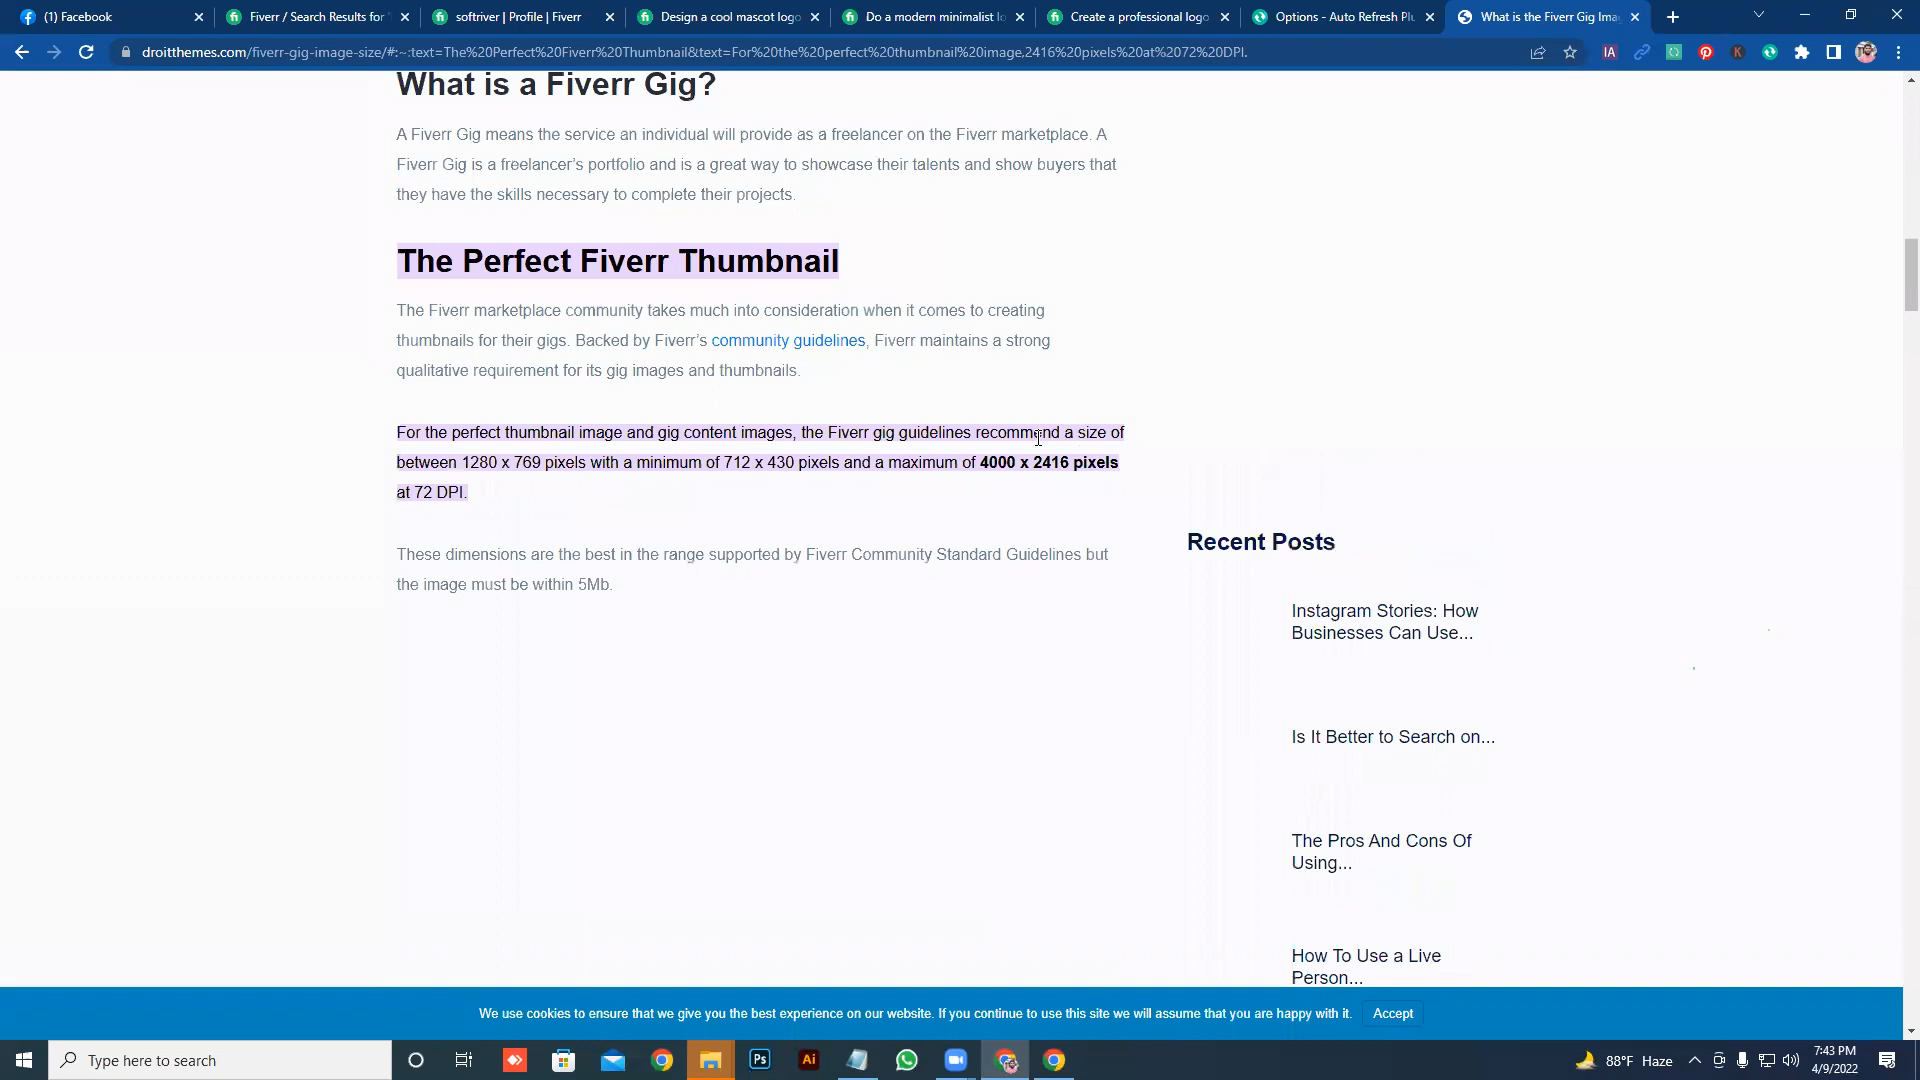 (1) Facebook
Fiverr / Search Results for "
softriver | Profile | Fiverr
Design a cool mascot logo
Do a modern minimalist lo
Create a professional logo
Options - Auto Refresh Plu
What is the Fiverr Gig Ima
droitthemes.com/fiverr-gig-image-size/#:~:text=The%20Perfect%20Fiverr%20Thumbnail&text=For%20the%20perfect%20thumbnail%20image,2416%20pixels%20at%2072%20DPI.
IA
K
What is a Fiverr Gig?
A Fiverr Gig means the service an individual will provide as a freelancer on the Fiverr marketplace. A
Fiverr Gig is a freelancer’s portfolio and is a great way to showcase their talents and show buyers that
they have the skills necessary to complete their projects.
The Perfect Fiverr Thumbnail
The Fiverr marketplace community takes much into consideration when it comes to creating
thumbnails for their gigs. Backed by Fiverr’s community guidelines, Fiverr maintains a strong
qualitative requirement for its gig images and thumbnails.
For the perfect thumbnail image and gig content images, the Fiverr gig guidelines recommend a size of
between 1280 x 769 pixels with a minimum of 712 x 430 pixels and a maximum of 4000 x 2416 pixels
at 72 DPI.
These dimensions are the best in the range supported by Fiverr Community Standard Guidelines but
the image must be within 5Mb.
Recent Posts
Instagram Stories: How
Businesses Can Use...
Is It Better to Search on...
The Pros And Cons Of
Using...
How To Use a Live
Person...
We use cookies to ensure that we give you the best experience on our website. If you continue to use this site we will assume that you are happy with it.
Accept
Type here to search
Ps
Ai
88°F Haze
7:43 PM
4/9/2022